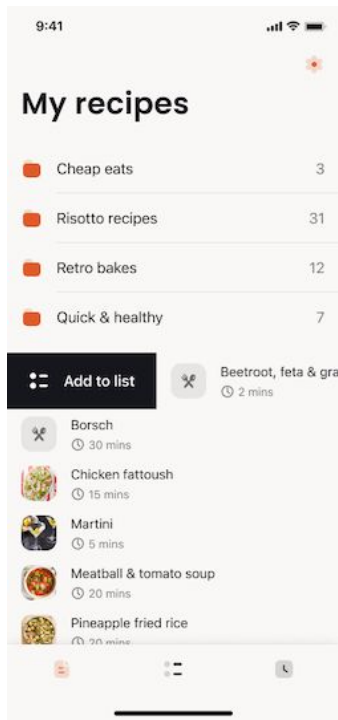 9:41
My recipes
Cheap eats 3
Risotto recipes 31
Retro bakes 12
Quick & healthy 7
Add to list
Beetroot, feta & gra
2 mins
Borsch
30 mins
Chicken fattoush
15 mins
Martini
5 mins
Meatball & tomato soup
20 mins
Pineapple fried rice
20 mins